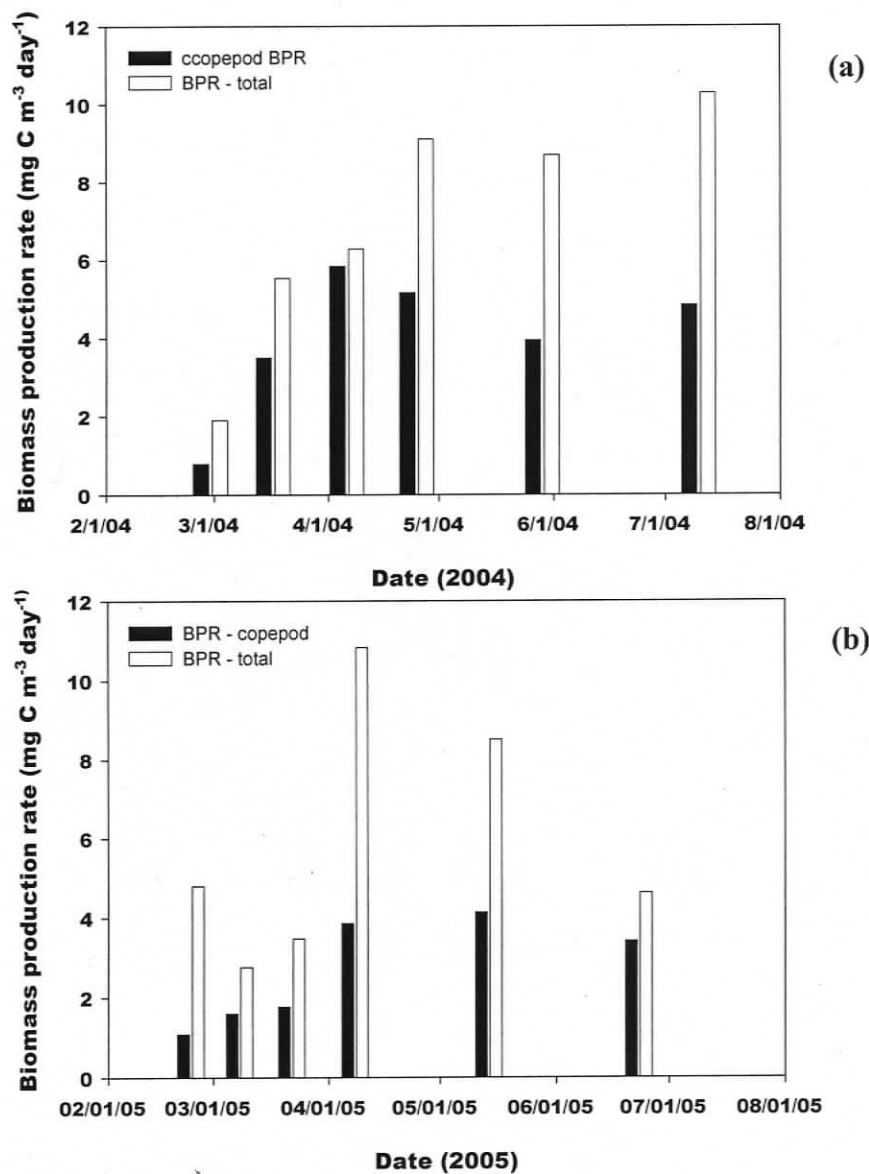 Biomass production rate (mg C m-3 day-1)
12
10
8
6
4
2
0
ccopepod BPR
BPR - total
(a)
2/1/04 3/1/04 4/1/04 5/1/04 6/1/04 7/1/04 8/1/04
Date (2004)
Biomass production rate (mg C m-3 day-1)
12
10
8
6
4
2
0
BPR - copepod
BPR - total
(b)
02/01/05 03/01/05 04/01/05 05/01/05 06/01/05 07/01/05 08/01/05
Date (2005)